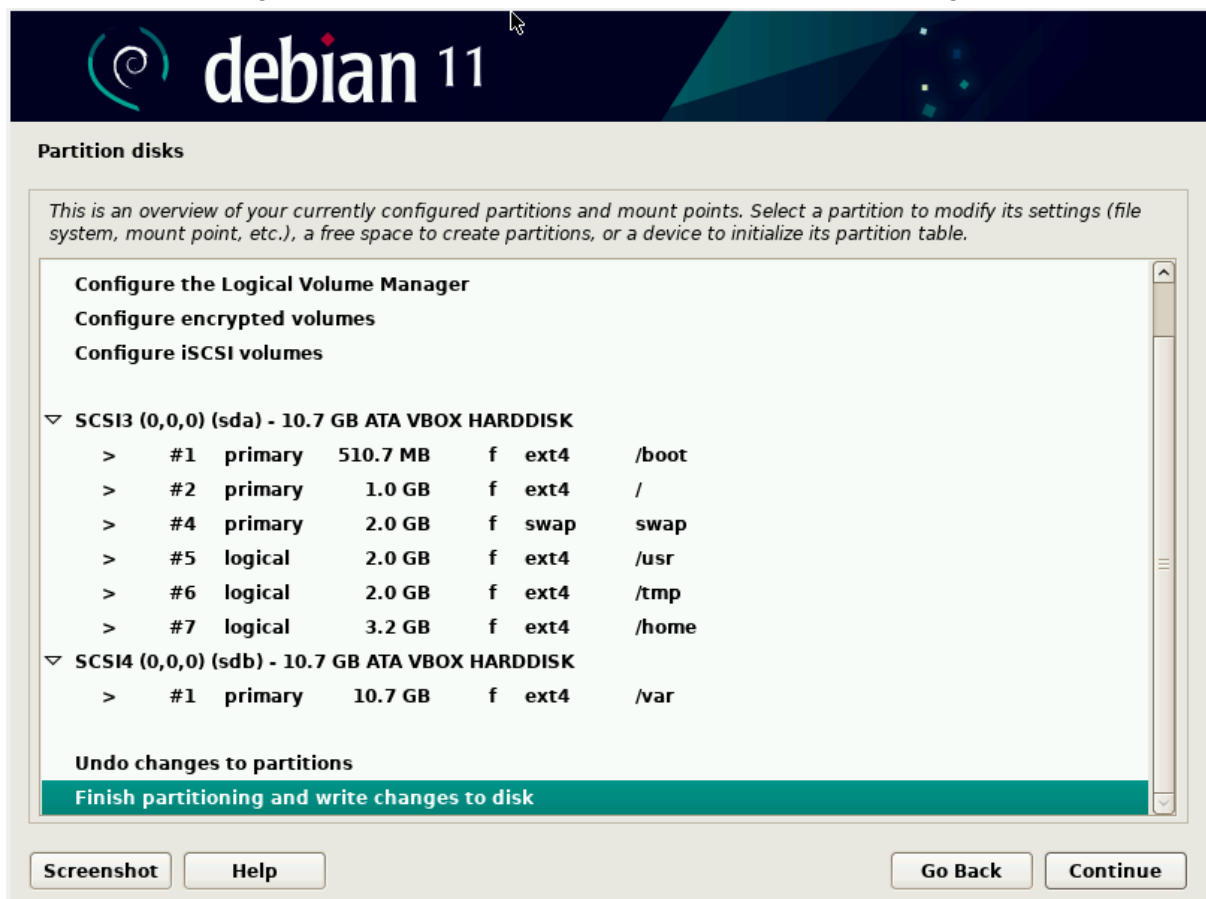 debian 11
Partition disks
This is an overview of your currently configured partitions and mount points. Select a partition to modify its settings (file
system, mount point, etc.), a free space to create partitions, or a device to initialize its partition table.
Configure the Logical Volume Manager
Configure encrypted volumes
Configure iSCSI volumes
SCSI3 (0,0,0) (sda) - 10.7 GB ATA VBOX HARDDISK
> #1 primary 510.7 MB f ext4 /boot
> #2 primary 1.0 GB f ext4 /
> #4 primary 2.0 GB f swap swap
> #5 logical 2.0 GB f ext4 /usr
> #6 logical 2.0 GB f ext4 /tmp
> #7 logical 3.2 GB f ext4 /home
SCSI4 (0,0,0) (sdb) - 10.7 GB ATA VBOX HARDDISK
> #1 primary 10.7 GB f ext4 /var
Undo changes to partitions
Finish partitioning and write changes to disk
Screenshot Help Go Back Continue